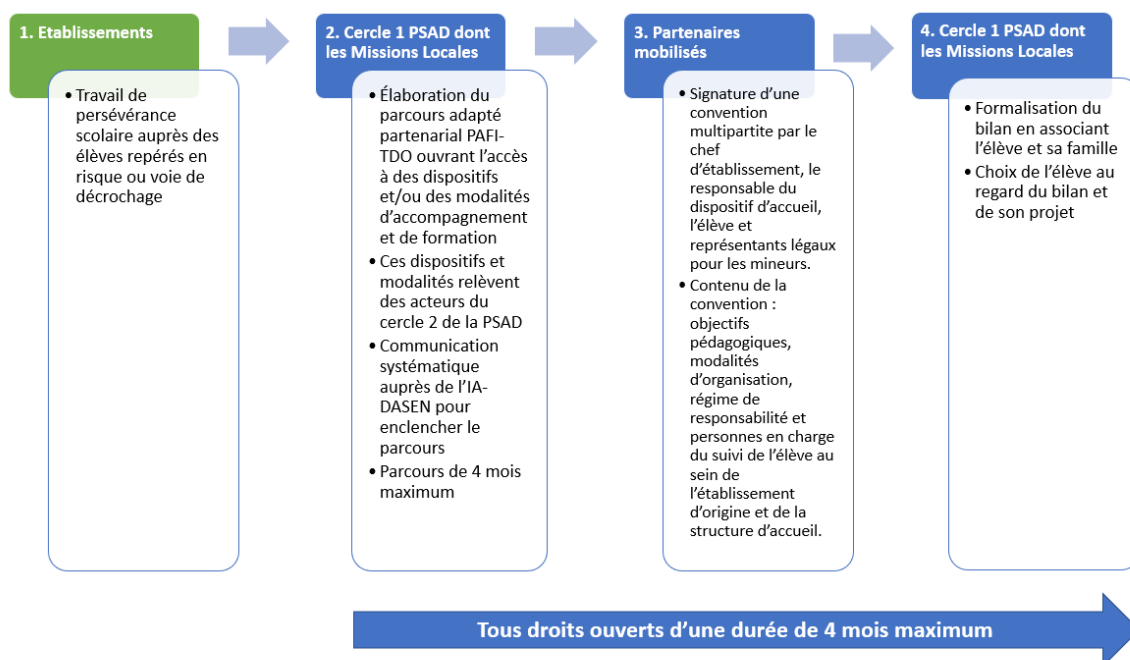 1. Etablissements
• Travail de
persévérance
scolaire auprès des
élèves repérés en
risque ou voie de
décrochage
2. Cercle 1 PSAD dont
les Missions Locales
• Élaboration du
parcours adapté
partenarial PAFI-
TDO ouvrant l’accès
à des dispositifs
et/ou des modalités
d’accompagnement
et de formation
• Ces dispositifs et
modalités relèvent
des acteurs du
cercle 2 de la PSAD
• Communication
systématique
auprès de l’IA-
DASEN pour
enclencher le
parcours
• Parcours de 4 mois
maximum
3. Partenaires
mobilisés
• Signature d’une
convention
multipartite par le
chef
d’établissement, le
responsable du
dispositif d’accueil,
l’élève et
représentants légaux
pour les mineurs.
• Contenu de la
convention :
objectifs
pédagogiques,
modalités
d’organisation,
régime de
responsabilité et
personnes en charge
du suivi de l’élève au
sein de
l’établissement
d’origine et de la
structure d’accueil.
4. Cercle 1 PSAD dont
les Missions Locales
• Formalisation du
bilan en associant
l’élève et sa famille
• Choix de l’élève au
regard du bilan et
de son projet
Tous droits ouverts d’une durée de 4 mois maximum